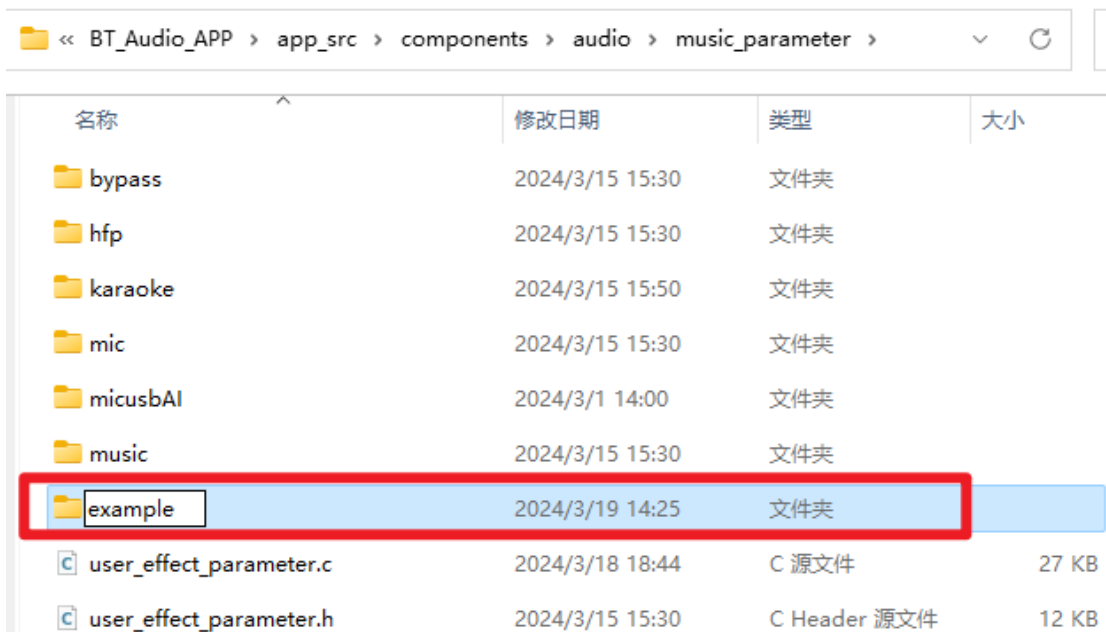 « BT_Audio_APP › app_src › components › audio › music_parameter ›
名称 修改日期 类型 大小
bypass 2024/3/15 15:30 文件夹
hfp 2024/3/15 15:30 文件夹
karaoke 2024/3/15 15:50 文件夹
mic 2024/3/15 15:30 文件夹
micusbAI 2024/3/1 14:00 文件夹
music 2024/3/15 15:30 文件夹
example 2024/3/19 14:25 文件夹
user_effect_parameter.c 2024/3/18 18:44 C 源文件 27 KB
user_effect_parameter.h 2024/3/15 15:30 C Header 源文件 12 KB